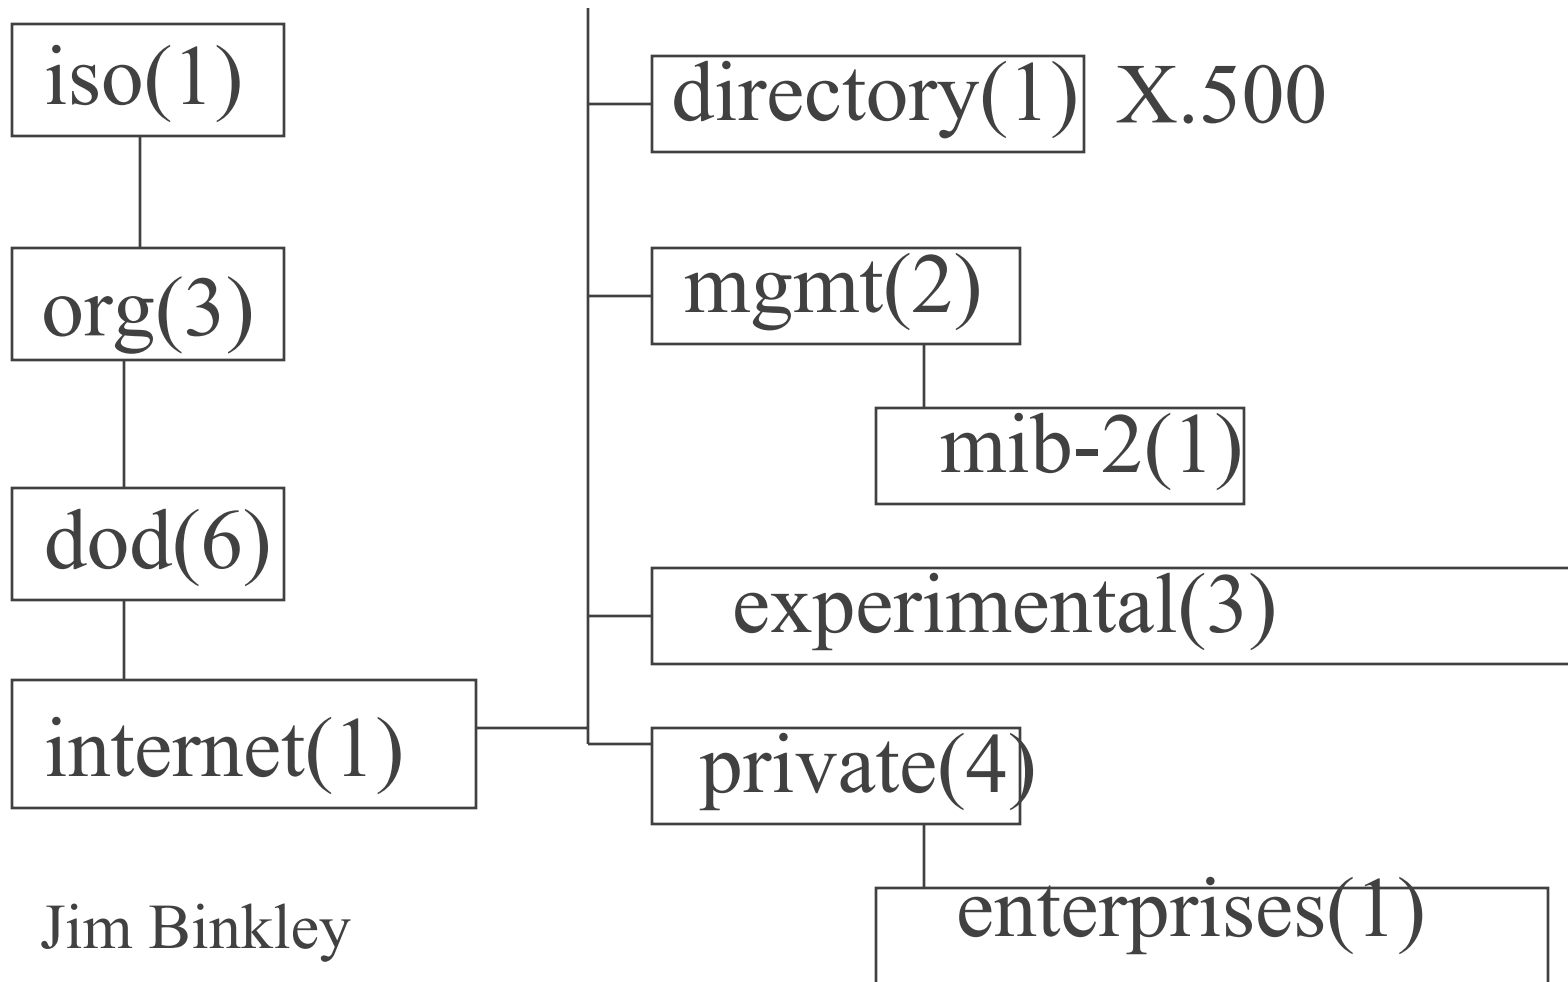 iso(1)
org(3)
dod(6)
internet(1)
directory(1) X.500
mgmt(2)
mib-2(1)
experimental(3)
private(4)
enterprises(1)
Jim Binkley